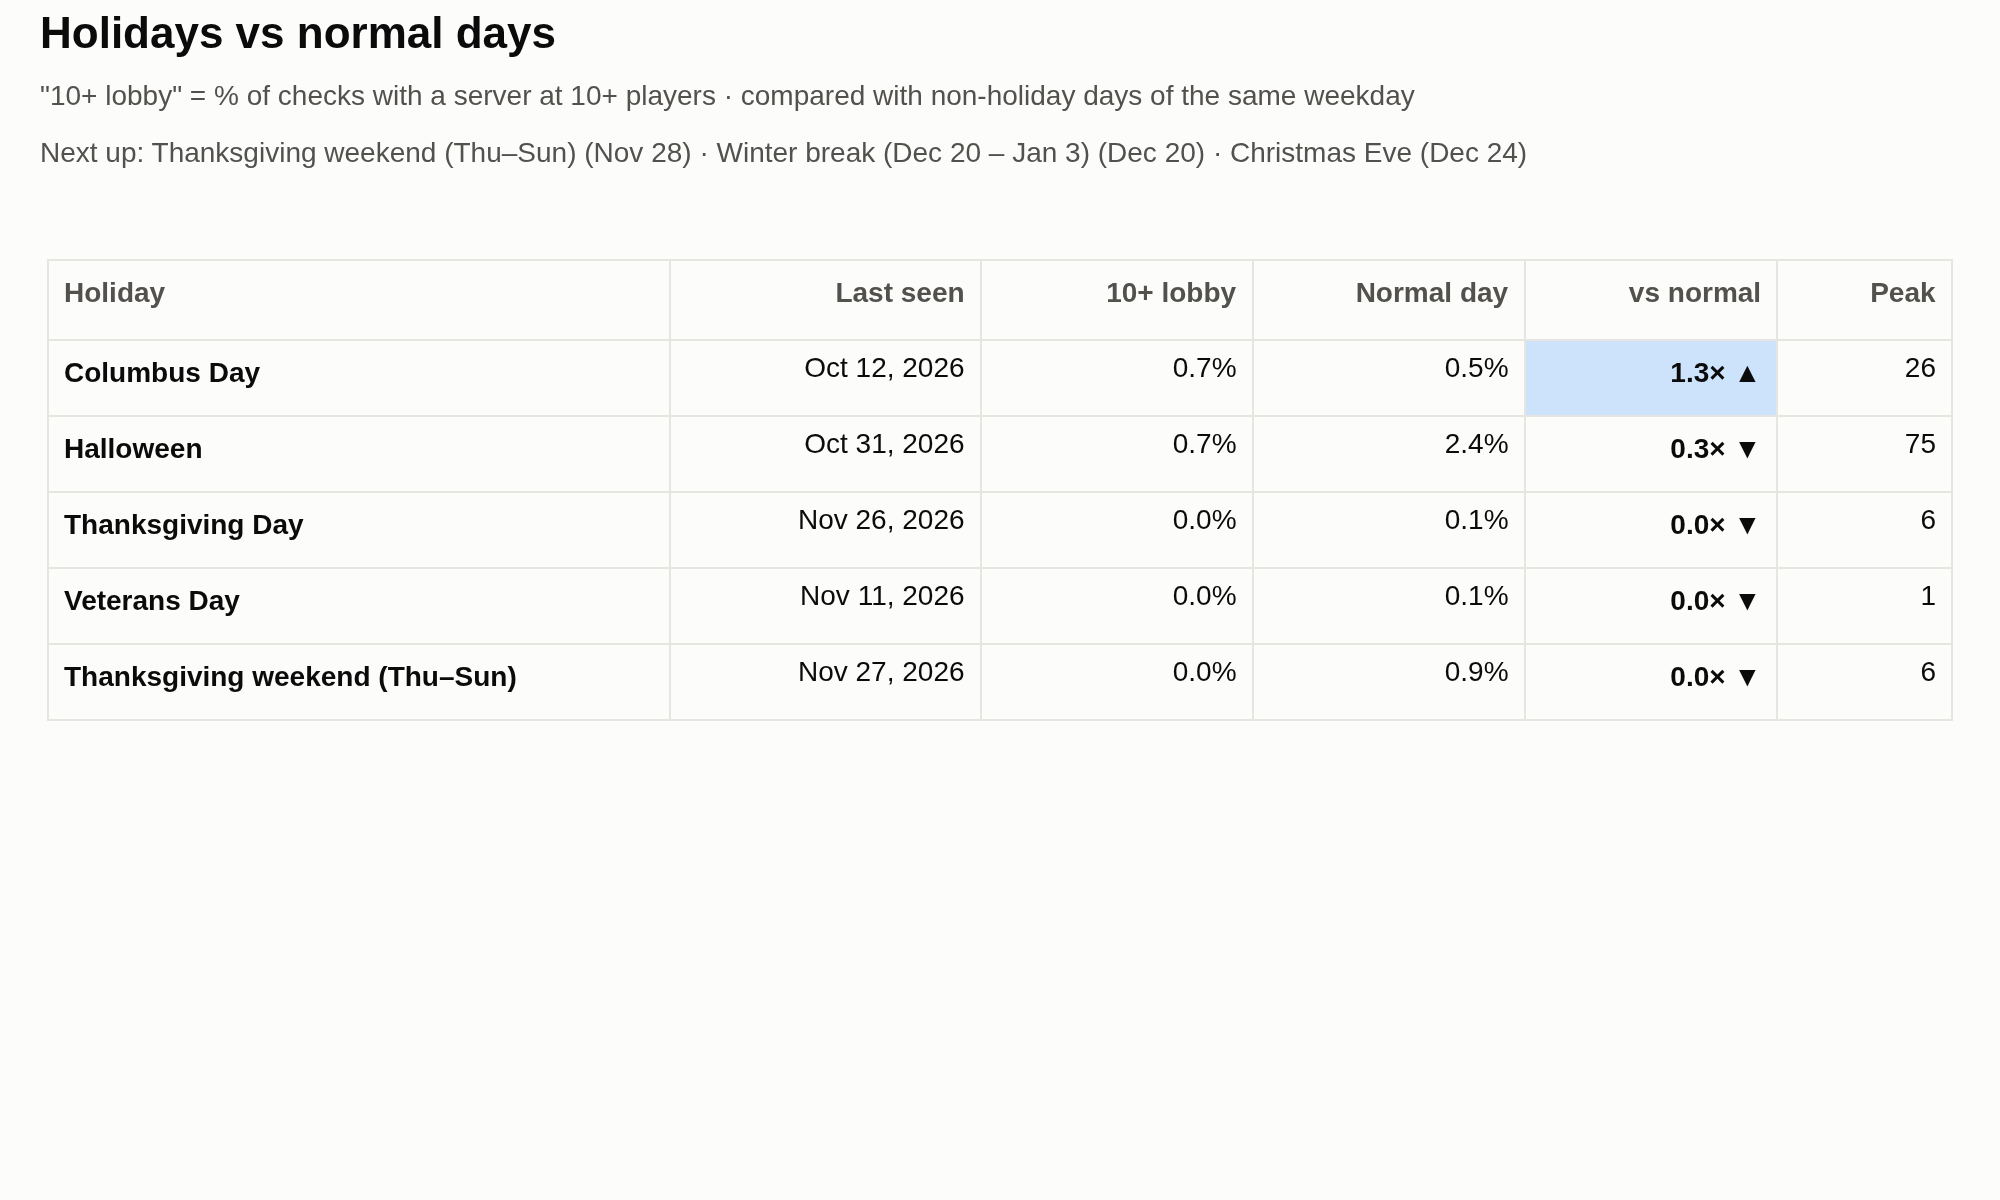 Holidays vs normal days
"10+ lobby" = % of checks with a server at 10+ players · compared with non-holiday days of the same weekday
Next up: Thanksgiving weekend (Thu–Sun) (Nov 28) · Winter break (Dec 20 – Jan 3) (Dec 20) · Christmas Eve (Dec 24)
Holiday Last seen 10+ lobby Normal day vs normal Peak
Columbus Day Oct 12, 2026 0.7% 0.5% 1.3× ▲ 26
Halloween Oct 31, 2026 0.7% 2.4% 0.3× ▼ 75
Thanksgiving Day Nov 26, 2026 0.0% 0.1% 0.0× ▼ 6
Veterans Day Nov 11, 2026 0.0% 0.1% 0.0× ▼ 1
Thanksgiving weekend (Thu–Sun) Nov 27, 2026 0.0% 0.9% 0.0× ▼ 6